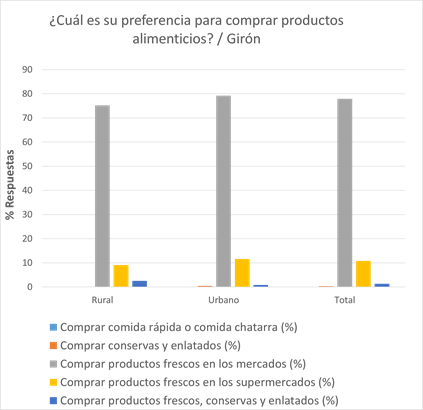 ¿Cuál es su preferencia para comprar productos
alimenticios? / Girón
90
80
70
60
50
40
30
20
10
0
% Respuestas
Rural Urbano Total
Comprar comida rápida o comida chatarra (%)
Comprar conservas y enlatados (%)
Comprar productos frescos en los mercados (%)
Comprar productos frescos en los supermercados (%)
Comprar productos frescos, conservas y enlatados (%)